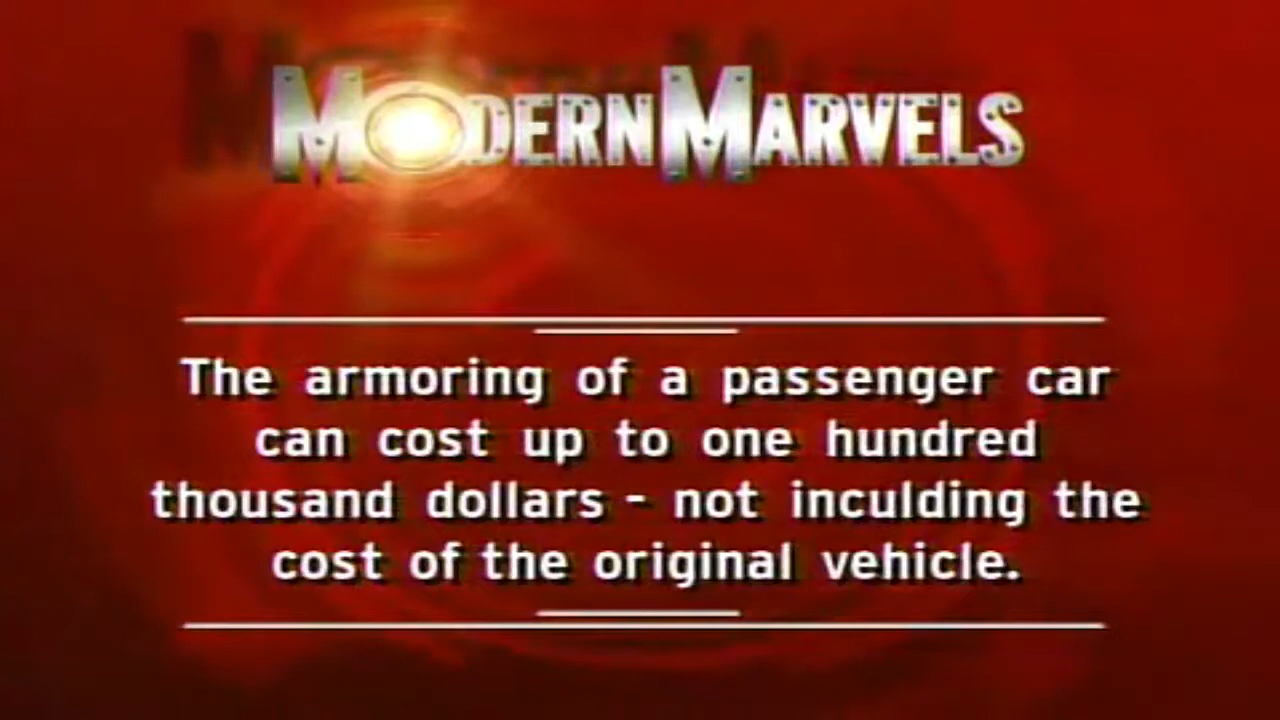 MODERN MARVELS
The armoring of a passenger car
can cost up to one hundred
thousand dollars - not inculding the
cost of the original vehicle.